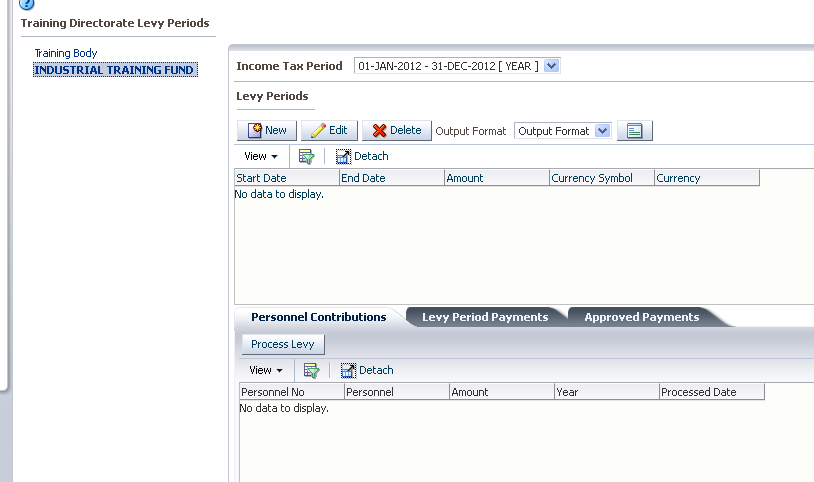 ?
Training Directorate Levy Periods
Training Body
INDUSTRIAL TRAINING FUND
Income Tax Period 01-JAN-2012 - 31-DEC-2012 [ YEAR ]
Levy Periods
New Edit Delete Output Format Output Format
View Detach
Start Date End Date Amount Currency Symbol Currency
No data to display.
Personnel Contributions Levy Period Payments Approved Payments
Process Levy
View Detach
Personnel No Personnel Amount Year Processed Date
No data to display.